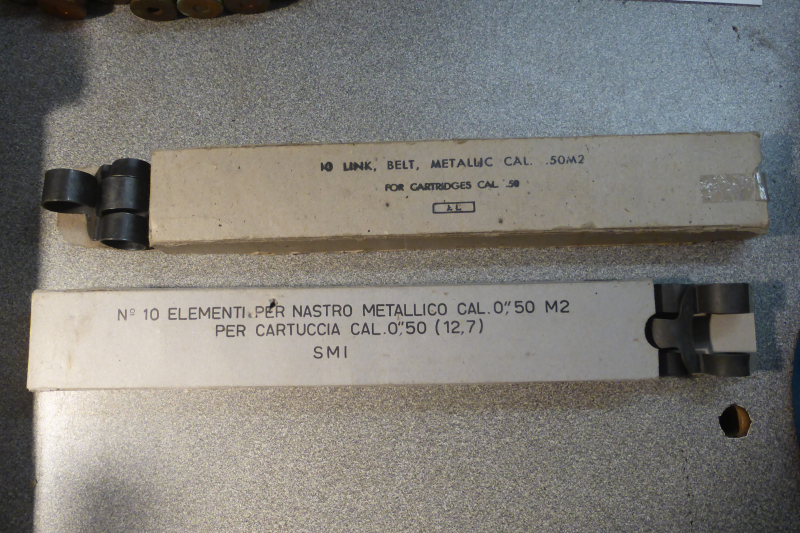 10 LINK, BELT, METALLIC CAL. .50M2
FOR CARTRIDGES CAL .50
AL
Nº 10 ELEMENTI PER NASTRO METALLICO CAL.0",50 M2
PER CARTUCCIA CAL.0",50 (12,7)
SMI